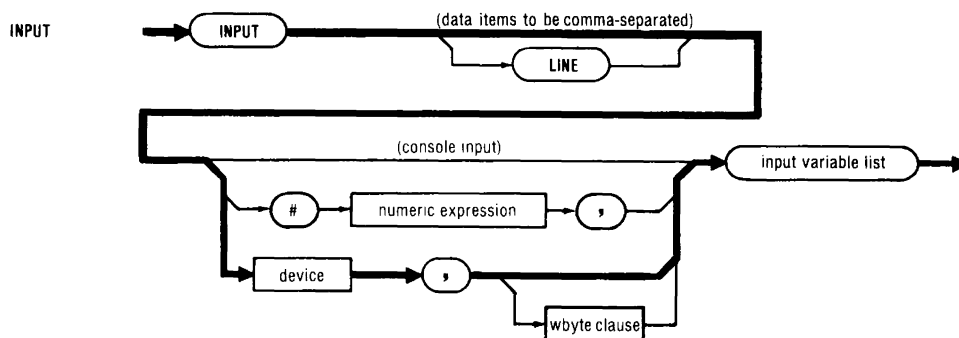 INPUT
INPUT
(data items to be comma-separated)
LINE
(console input)
input variable list
#
numeric expression
,
device
,
wbyte clause